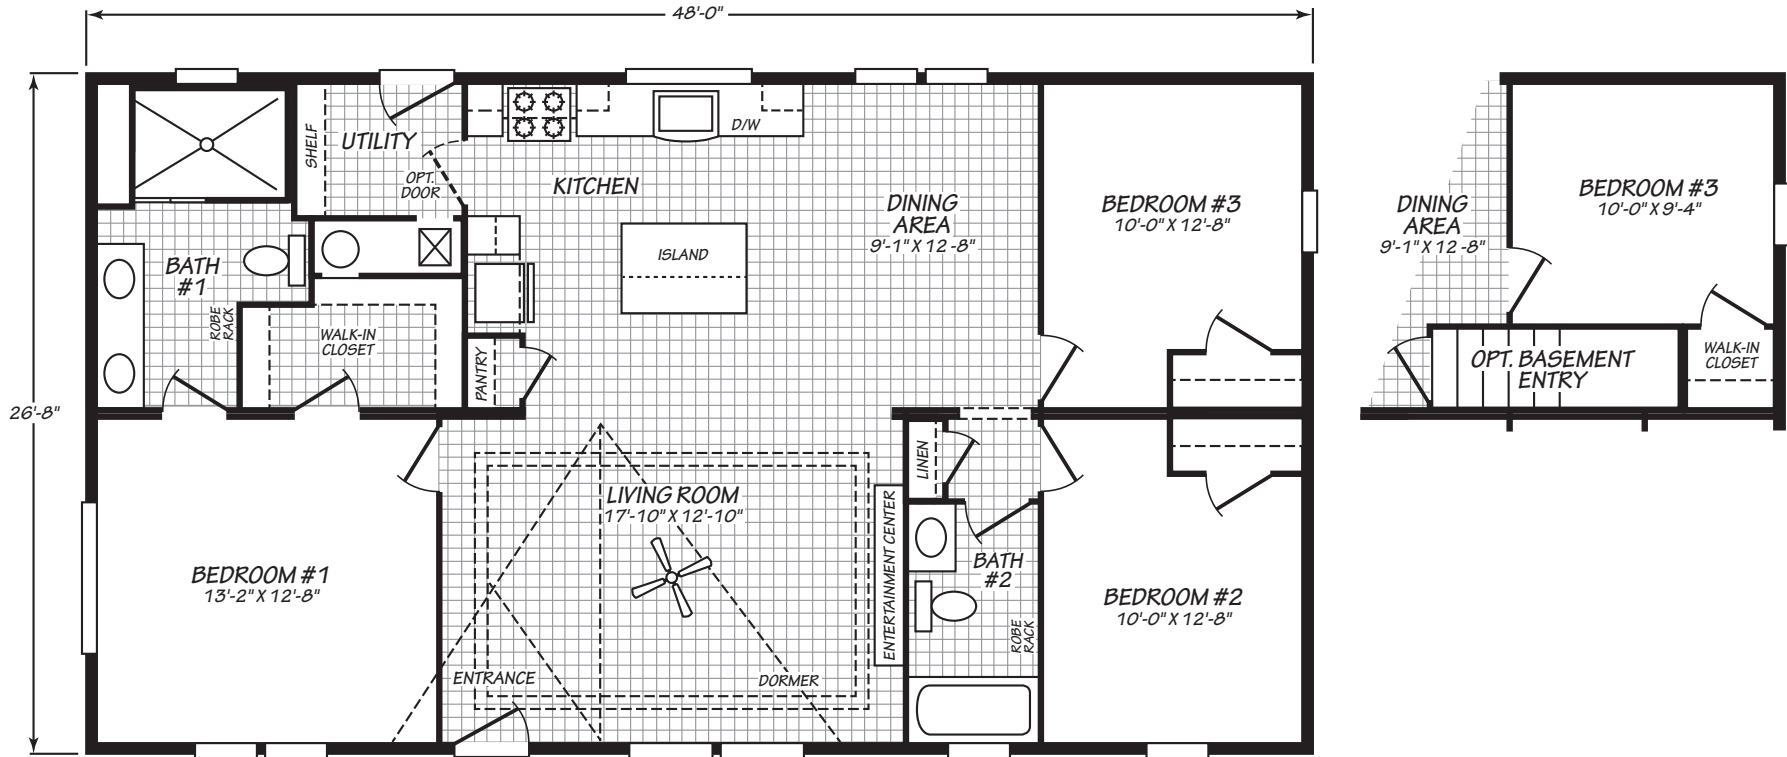 48'-0"
26'-8"
SHELF
UTILITY
OPT.
DOOR
D/W
KITCHEN
DINING
AREA
9'-1" X 12'-8"
ISLAND
BEDROOM #3
10'-0" X 12'-8"
BATH
#1
ROBE
RACK
WALK-IN
CLOSET
PANTRY
BEDROOM #1
13'-2" X 12'-8"
LIVING ROOM
17'-10" X 12'-10"
ENTRANCE
DORMER
ENTERTAINMENT CENTER
LINEN
BATH
#2
ROBE
RACK
BEDROOM #2
10'-0" X 12'-8"
DINING
AREA
9'-1" X 12'-8"
BEDROOM #3
10'-0" X 9'-4"
OPT. BASEMENT
ENTRY
WALK-IN
CLOSET